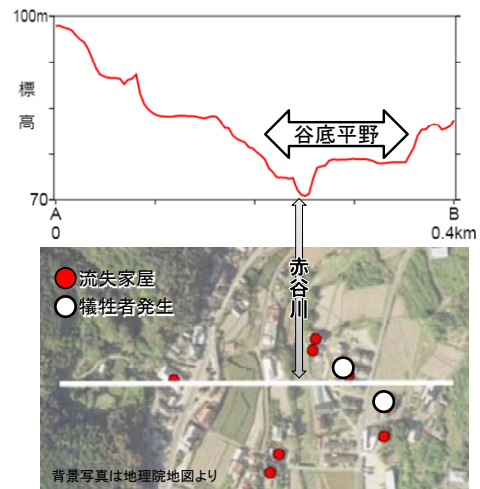 100m
標高
谷底平野
70
A
B
0
0.4km
流失家屋
犠牲者発生
赤谷川
背景写真は地理院地図より